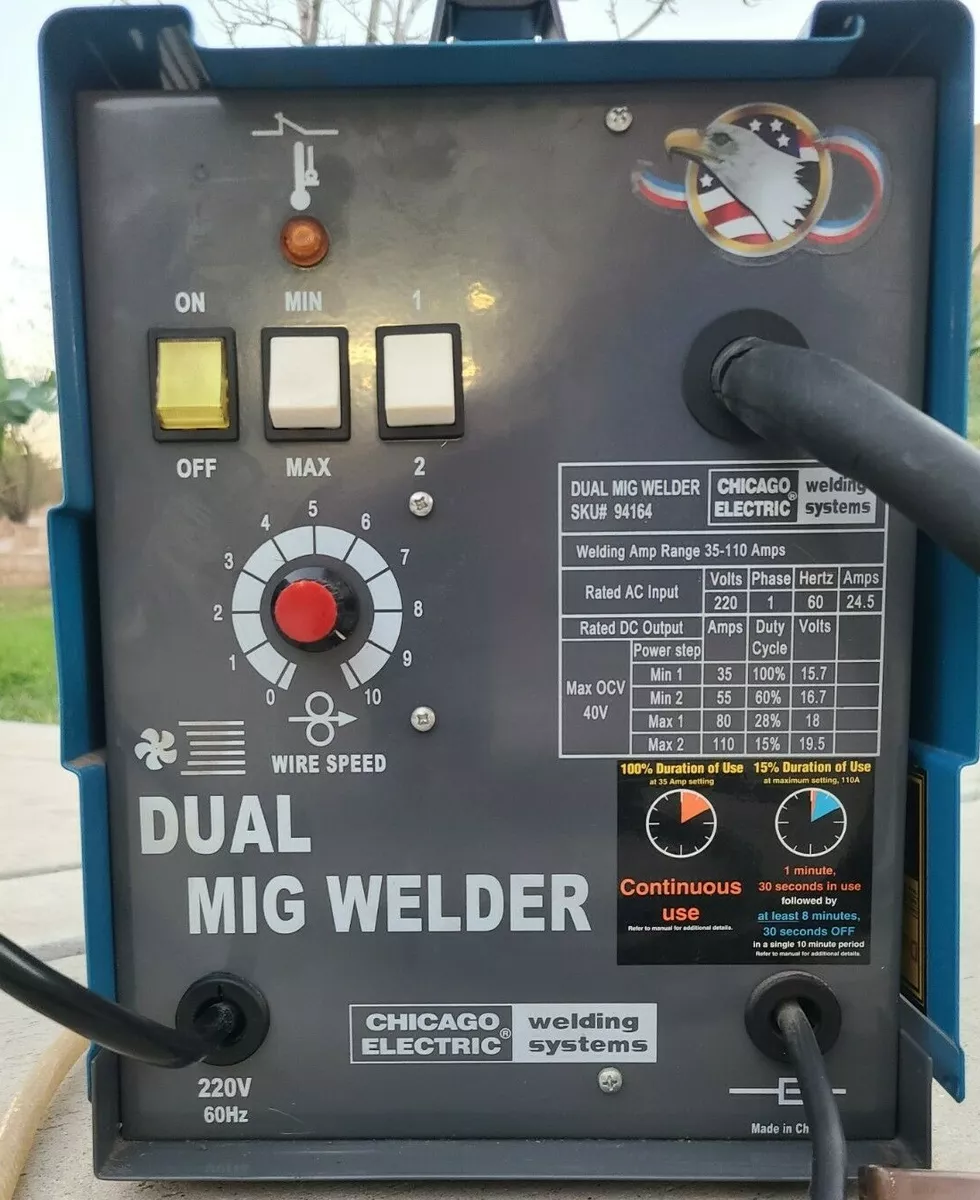 ON
MIN
1
OFF
MAX
2
0
1
2
3
4
5
6
7
8
9
10
WIRE SPEED
DUAL MIG WELDER
SKU# 94164
CHICAGO ELECTRIC® welding systems
Welding Amp Range 35-110 Amps
Rated AC Input Volts Phase Hertz Amps
220 1 60 24.5
Rated DC Output Amps Duty Cycle Volts
Max OCV 40V
Power step
Min 1 35 100% 15.7
Min 2 55 60% 16.7
Max 1 80 28% 18
Max 2 110 15% 19.5
100% Duration of Use
at 35 Amp setting
Continuous
use
Refer to manual for additional details.
15% Duration of Use
at maximum setting, 110A
1 minute,
30 seconds in use
followed by
at least 8 minutes,
30 seconds OFF
in a single 10 minute period
Refer to manual for additional details.
DUAL
MIG WELDER
CHICAGO ELECTRIC® welding systems
220V
60Hz
Made in Ch